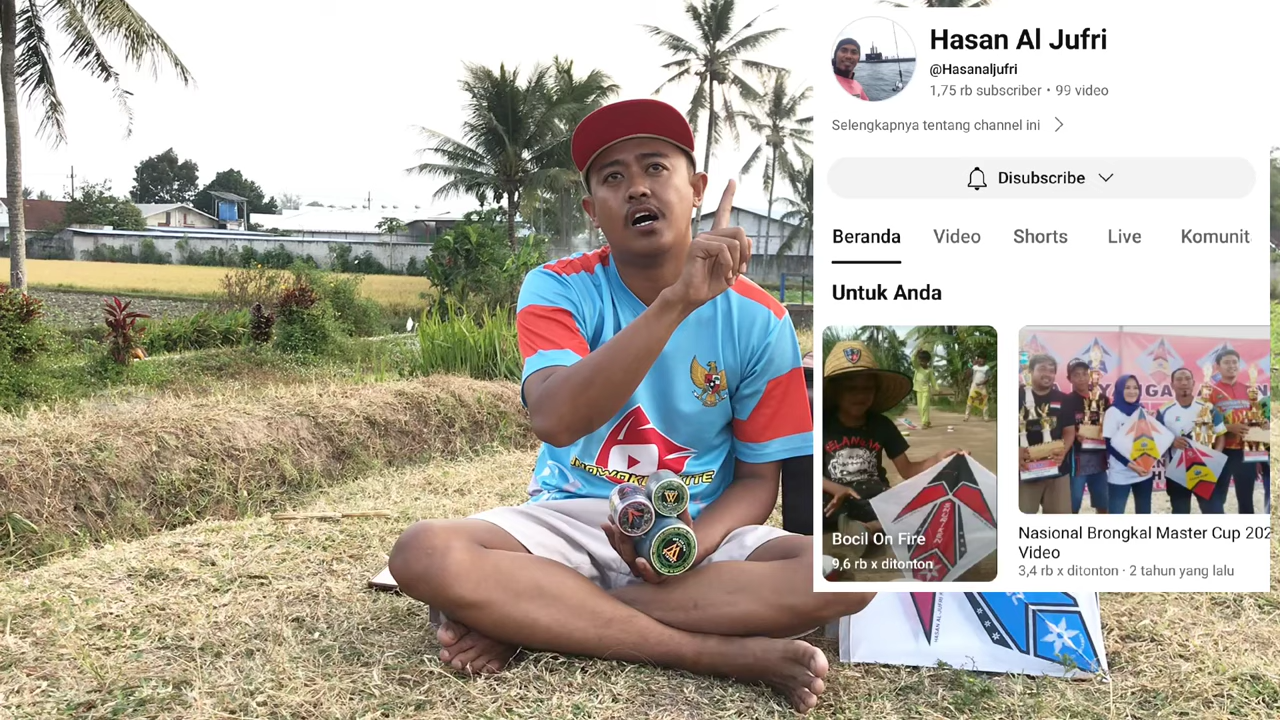 Hasan Al Jufri
@Hasanaljufri
1,75 rb subscriber • 99 video
Selengkapnya tentang channel ini
Disubscribe
Beranda Video Shorts Live Komunit
Untuk Anda
Bocil On Fire
9,6 rb x ditonton
Nasional Brongkal Master Cup 202
Video
3,4 rb x ditonton · 2 tahun yang lalu